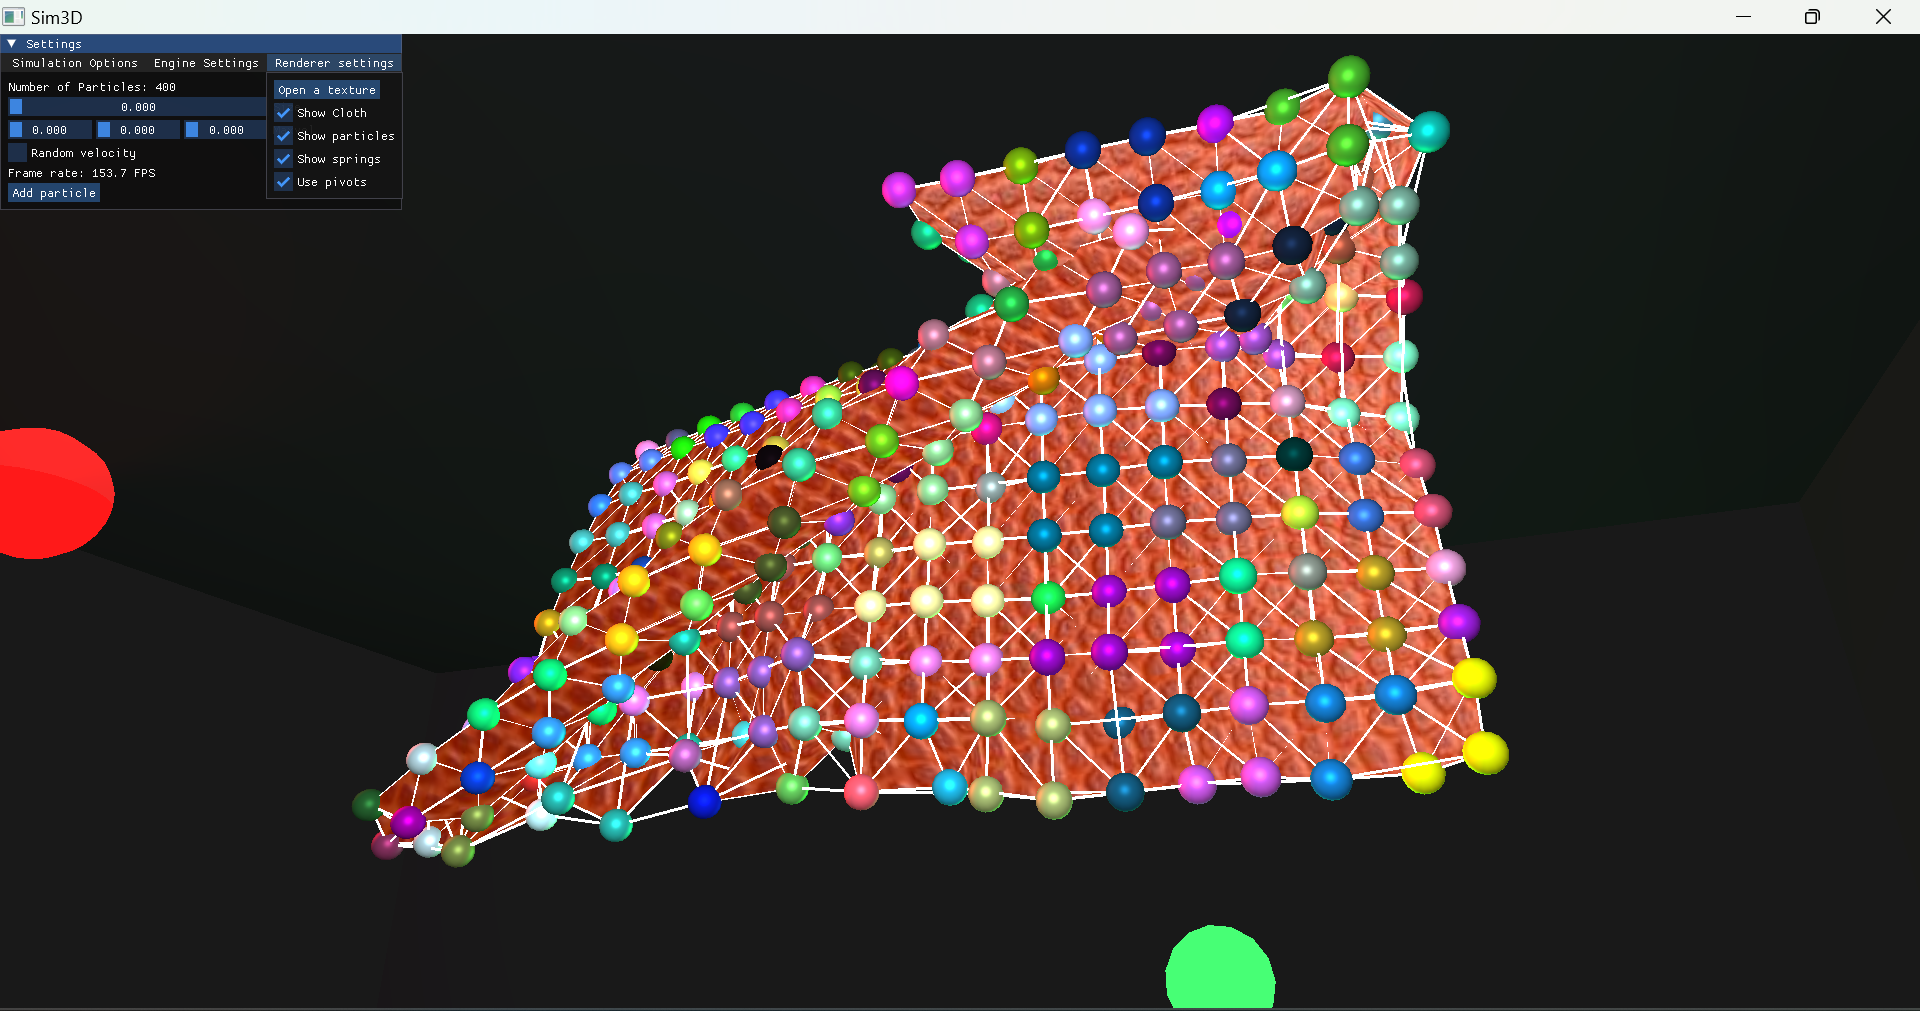 Sim3D
Settings
Simulation Options Engine Settings Renderer settings
Number of Particles: 400
0.000
0.000 0.000 0.000
Random velocity
Frame rate: 153.7 FPS
Add particle
Open a texture
Show Cloth
Show particles
Show springs
Use pivots